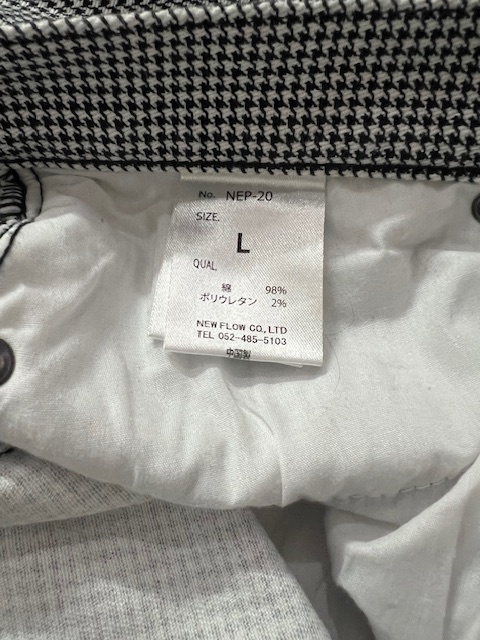 No. NEP-20
SIZE.
L
QUAL
綿 98%
ポリウレタン 2%
NEW FLOW CO., LTD
TEL 052-485-5103
中国製